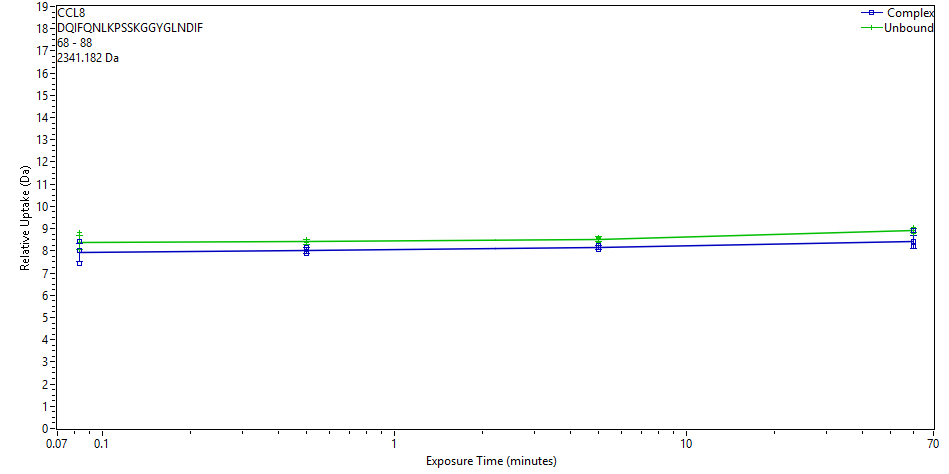 CCL8
DQIFQNLKPSSKGGYGLNDIF
68 - 88
2341.182 Da
Complex
Unbound
Relative Uptake (Da)
19
18
17
16
15
14
13
12
11
10
9
8
7
6
5
4
3
2
1
0
0.07 0.1 1 10 70
Exposure Time (minutes)